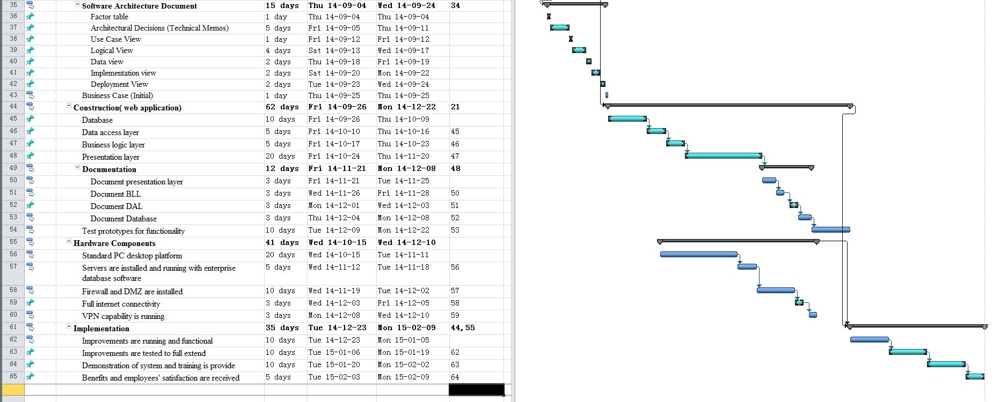 35 Software Architecture Document 15 days Thu 14-09-04 Wed 14-09-24 34
36 Factor table 1 day Thu 14-09-04 Thu 14-09-04
37 Architectural Decisions (Technical Memos) 5 days Fri 14-09-05 Thu 14-09-11
38 Use Case View 1 day Fri 14-09-12 Fri 14-09-12
39 Logical View 4 days Sat 14-09-13 Wed 14-09-17
40 Data view 2 days Thu 14-09-18 Fri 14-09-19
41 Implementation view 2 days Sat 14-09-20 Mon 14-09-22
42 Deployment View 2 days Tue 14-09-23 Wed 14-09-24
43 Business Case (Initial) 1 day Thu 14-09-25 Thu 14-09-25
44 Construction( web application) 62 days Fri 14-09-26 Mon 14-12-22 21
45 Database 10 days Fri 14-09-26 Thu 14-10-09
46 Data access layer 5 days Fri 14-10-10 Thu 14-10-16 45
47 Business logic layer 5 days Fri 14-10-17 Thu 14-10-23 46
48 Presentation layer 20 days Fri 14-10-24 Thu 14-11-20 47
49 Documentation 12 days Fri 14-11-21 Mon 14-12-08 48
50 Document presentation layer 3 days Fri 14-11-21 Tue 14-11-25
51 Document BLL 3 days Wed 14-11-26 Fri 14-11-28 50
52 Document DAL 3 days Mon 14-12-01 Wed 14-12-03 51
53 Document Database 3 days Thu 14-12-04 Mon 14-12-08 52
54 Test prototypes for functionality 10 days Tue 14-12-09 Mon 14-12-22 53
55 Hardware Components 41 days Wed 14-10-15 Wed 14-12-10
56 Standard PC desktop platform 20 days Wed 14-10-15 Tue 14-11-11
57 Servers are installed and running with enterprise 5 days Wed 14-11-12 Tue 14-11-18 56
database software
58 Firewall and DMZ are installed 10 days Wed 14-11-19 Tue 14-12-02 57
59 Full internet connectivity 3 days Wed 14-12-03 Fri 14-12-05 58
60 VPN capability is running 3 days Mon 14-12-08 Wed 14-12-10 59
61 Implementation 35 days Tue 14-12-23 Mon 15-02-09 44,55
62 Improvements are running and functional 10 days Tue 14-12-23 Mon 15-01-05
63 Improvements are tested to full extend 10 days Tue 15-01-06 Mon 15-01-19 62
64 Demonstration of system and training is provide 10 days Tue 15-01-20 Mon 15-02-02 63
65 Benefits and employees' satisfaction are received 5 days Tue 15-02-03 Mon 15-02-09 64